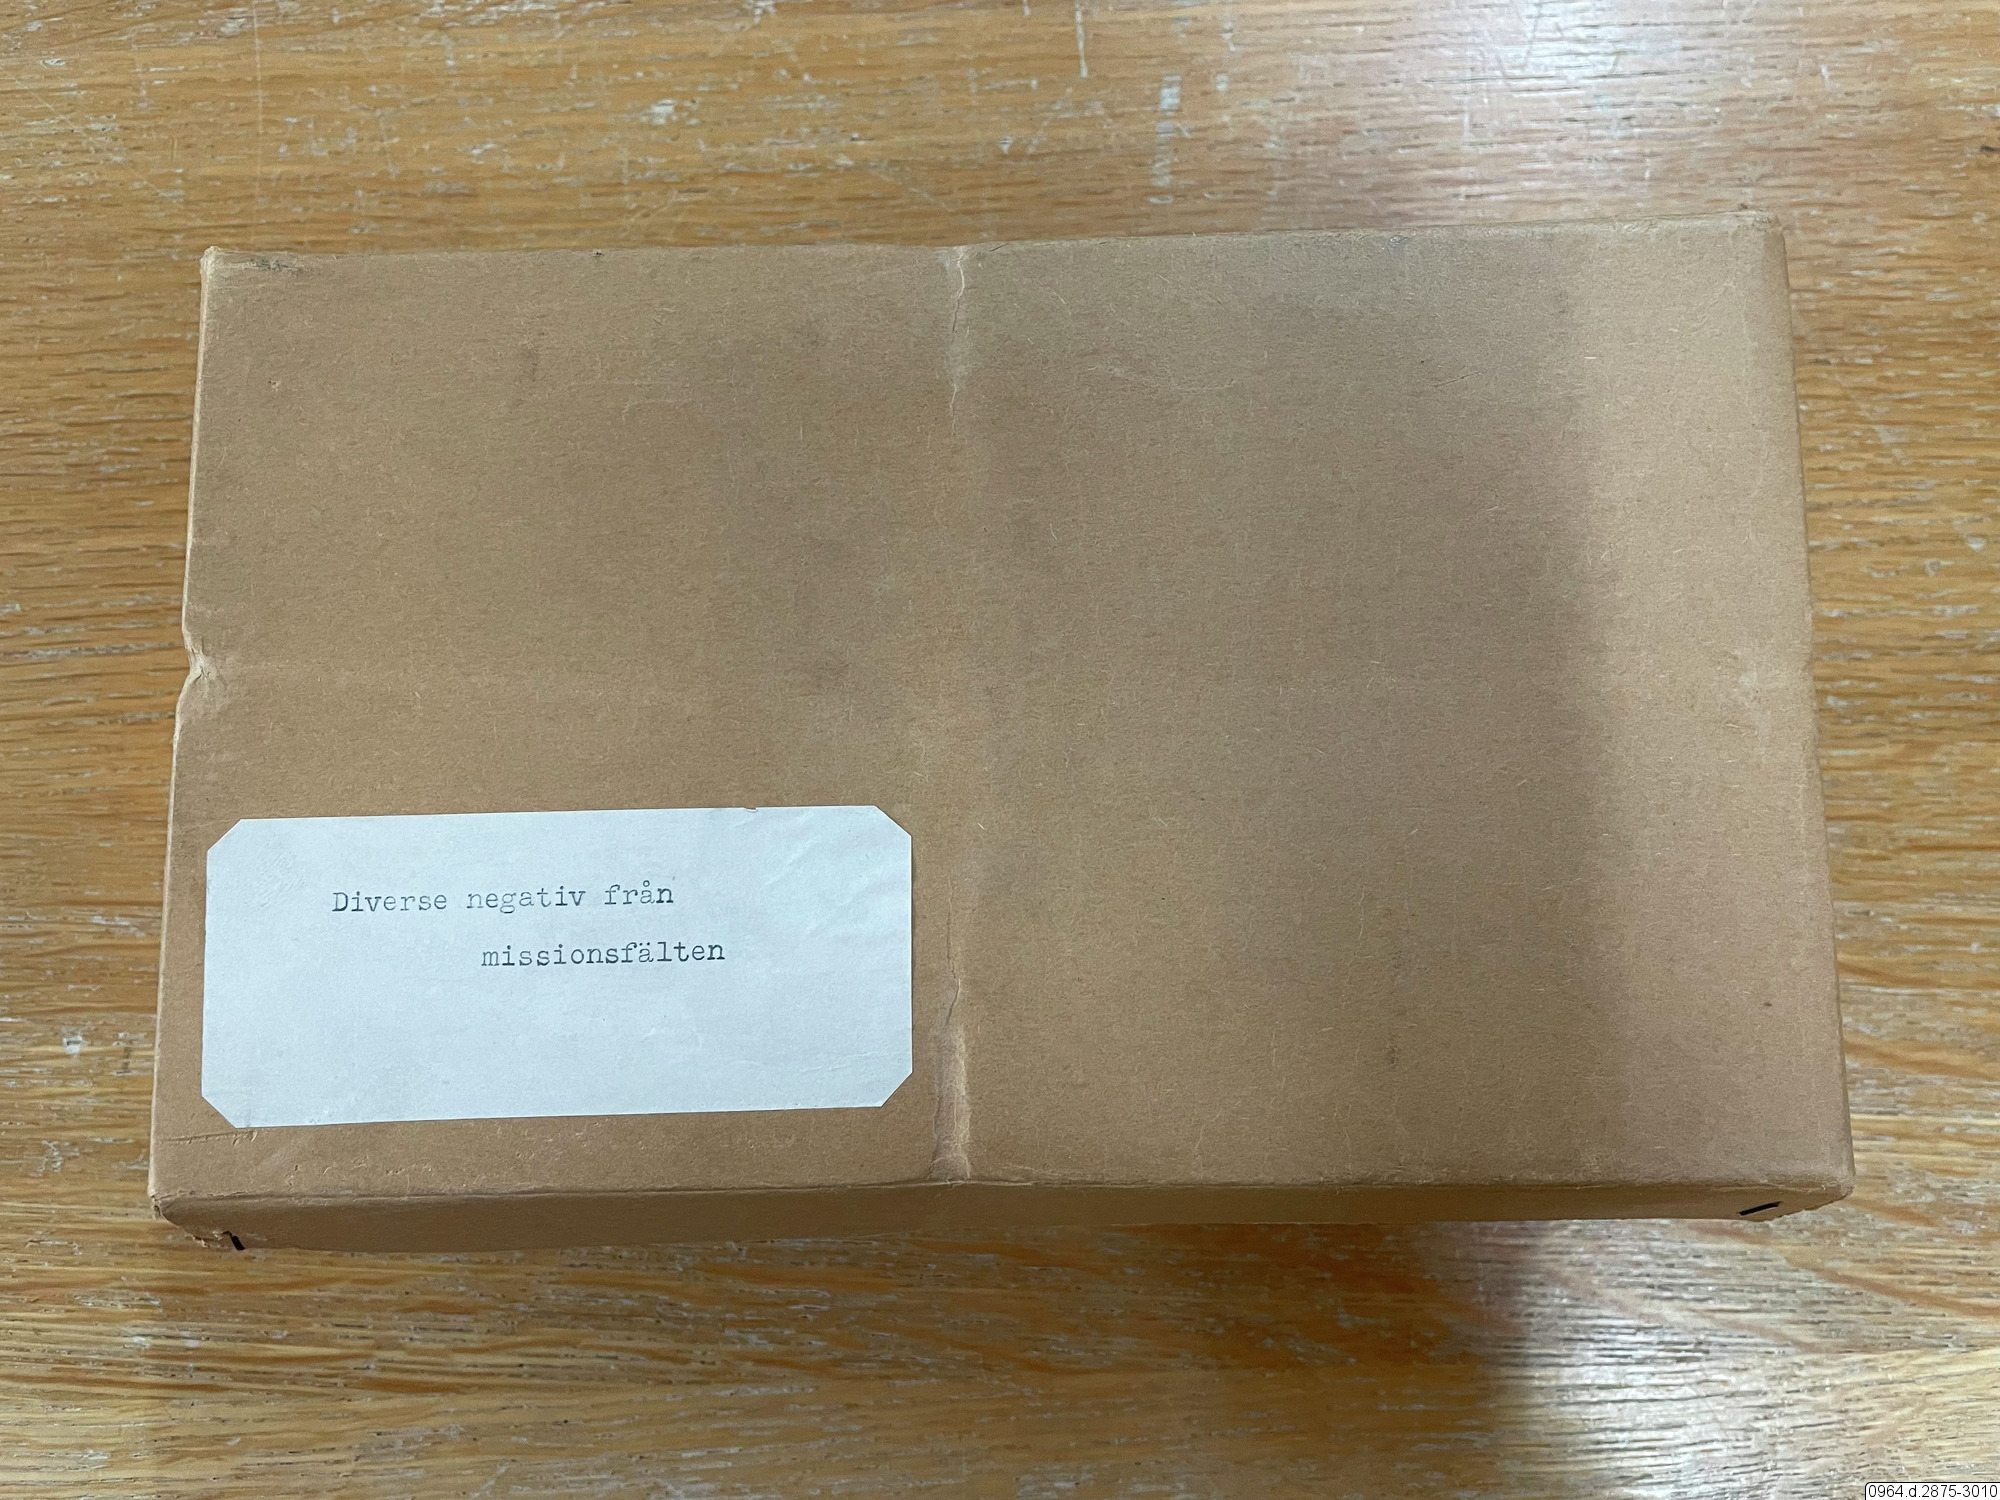 Diverse negativ från
missionsfälten
0964.d.2875-3010